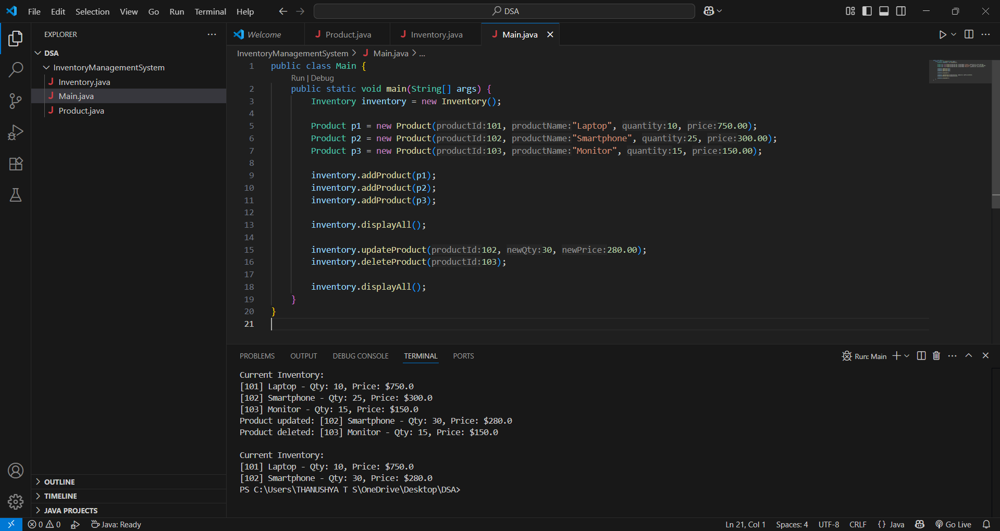 File Edit Selection View Go Run Terminal Help
DSA
EXPLORER
DSA
InventoryManagementSystem
Inventory.java
Main.java
Product.java
OUTLINE
TIMELINE
JAVA PROJECTS
Welcome
Product.java
Inventory.java
Main.java
InventoryManagementSystem > Main.java > ...
1 public class Main {
Run | Debug
2 public static void main(String[] args) {
3 Inventory inventory = new Inventory();
4
5 Product p1 = new Product(productId:101, productName:"Laptop", quantity:10, price:750.00);
6 Product p2 = new Product(productId:102, productName:"Smartphone", quantity:25, price:300.00);
7 Product p3 = new Product(productId:103, productName:"Monitor", quantity:15, price:150.00);
8
9 inventory.addProduct(p1);
10 inventory.addProduct(p2);
11 inventory.addProduct(p3);
12
13 inventory.displayAll();
14
15 inventory.updateProduct(productId:102, newQty:30, newPrice:280.00);
16 inventory.deleteProduct(productId:103);
17
18 inventory.displayAll();
19 }
20 }
21
PROBLEMS OUTPUT DEBUG CONSOLE TERMINAL PORTS
Run: Main
Current Inventory:
[101] Laptop - Qty: 10, Price: $750.0
[102] Smartphone - Qty: 25, Price: $300.0
[103] Monitor - Qty: 15, Price: $150.0
Product updated: [102] Smartphone - Qty: 30, Price: $280.0
Product deleted: [103] Monitor - Qty: 15, Price: $150.0
Current Inventory:
[101] Laptop - Qty: 10, Price: $750.0
[102] Smartphone - Qty: 30, Price: $280.0
PS C:\Users\THANUSHYA T S\OneDrive\Desktop\DSA>
0 0 Java: Ready
Ln 21, Col 1 Spaces: 4 UTF-8 CRLF {} Java Go Live